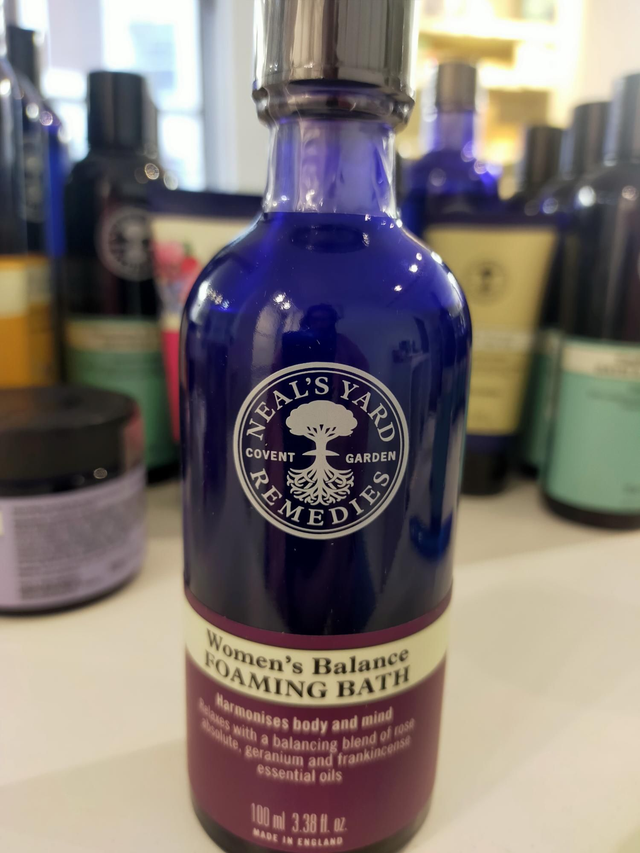 NEAL'S YARD
COVENT GARDEN
REMEDIES
Women's Balance
FOAMING BATH
Harmonises body and mind
Relaxes with a balancing blend of rose
absolute, geranium and frankincense
essential oils
100 ml 3.38 fl. oz.
MADE IN ENGLAND